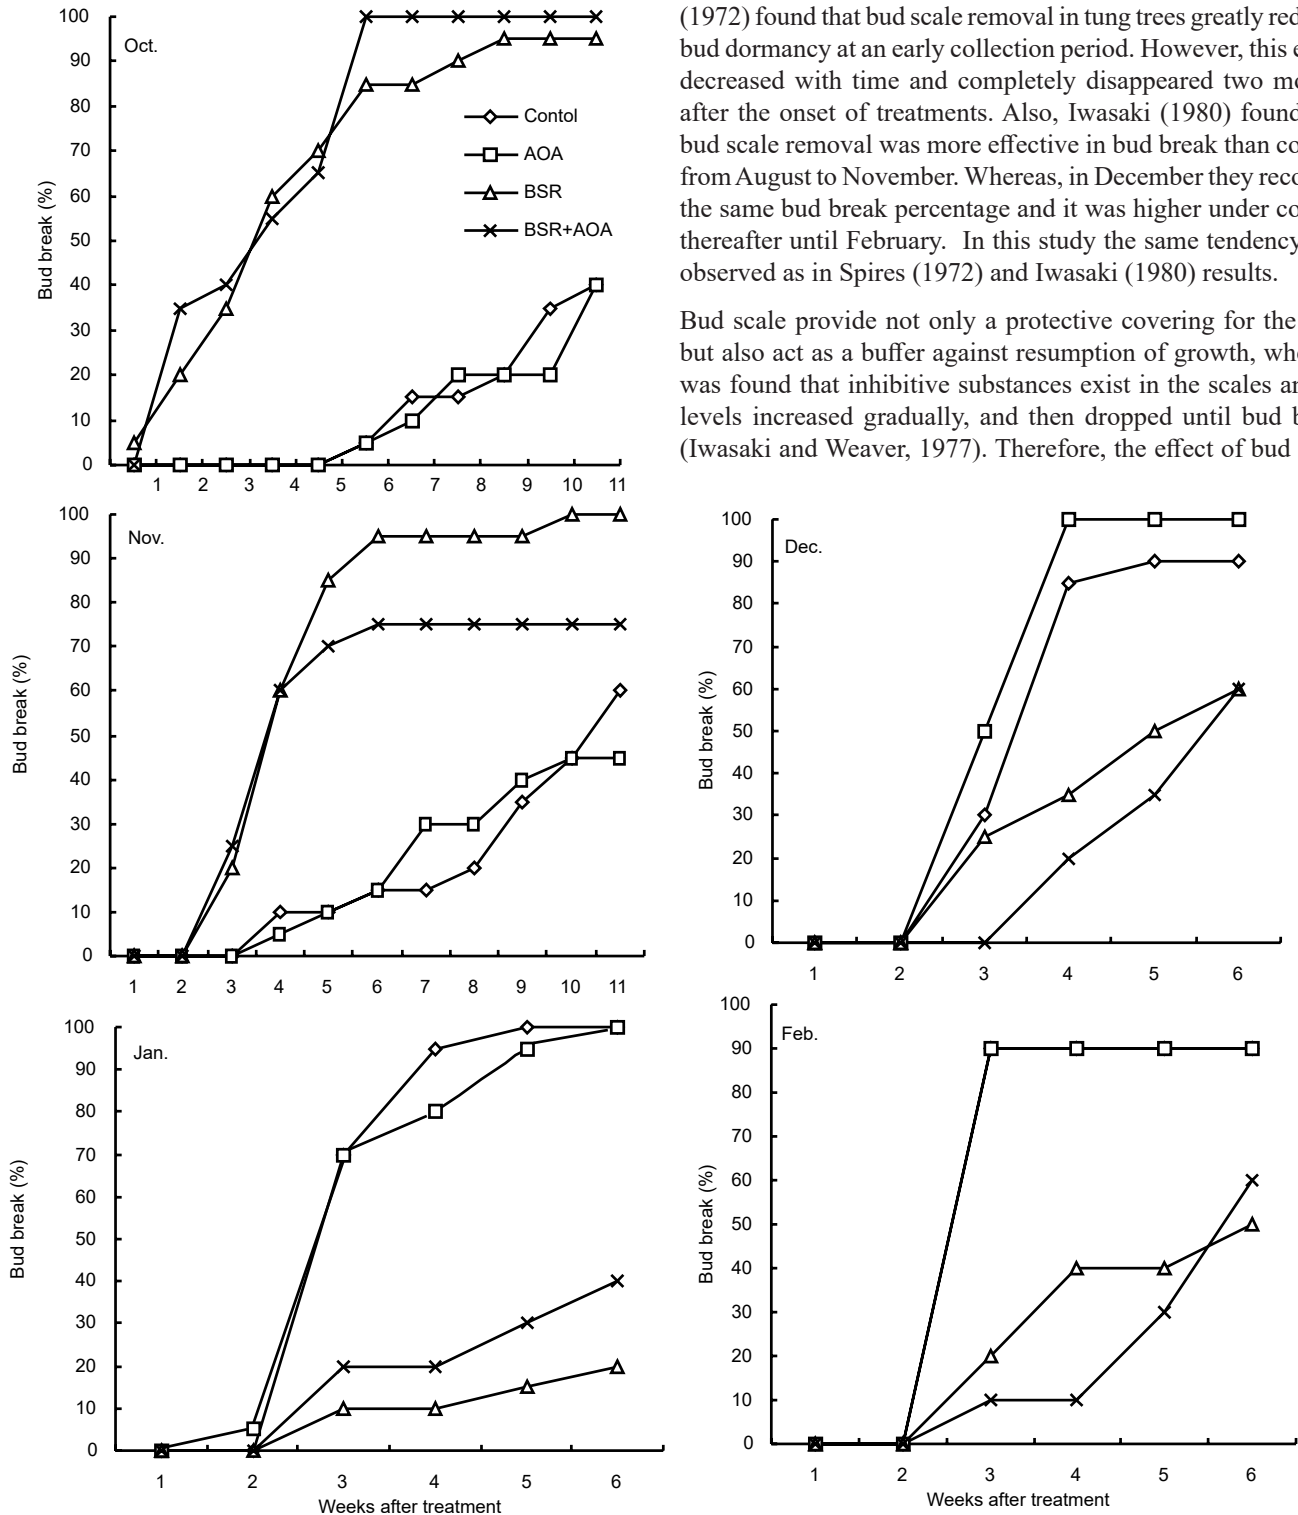 100
90
80
70
60
50
40
30
20
10
0
Bud break (%)
Oct.
Contol
AOA
BSR
BSR+AOA
1 2 3 4 5 6 7 8 9 10 11
(1972) found that bud scale removal in tung trees greatly red
bud dormancy at an early collection period. However, this e
decreased with time and completely disappeared two mo
after the onset of treatments. Also, Iwasaki (1980) found
bud scale removal was more effective in bud break than co
from August to November. Whereas, in December they reco
the same bud break percentage and it was higher under co
thereafter until February. In this study the same tendency
observed as in Spires (1972) and Iwasaki (1980) results.
Bud scale provide not only a protective covering for the
but also act as a buffer against resumption of growth, whe
was found that inhibitive substances exist in the scales an
levels increased gradually, and then dropped until bud b
(Iwasaki and Weaver, 1977). Therefore, the effect of bud
100
90
80
70
60
50
40
30
20
10
0
Bud break (%)
Nov.
1 2 3 4 5 6 7 8 9 10 11
100
90
80
70
60
50
40
30
20
10
0
Bud break (%)
Dec.
1 2 3 4 5 6
100
90
80
70
60
50
40
30
20
10
0
Bud break (%)
Jan.
1 2 3 4 5 6
Weeks after treatment
100
90
80
70
60
50
40
30
20
10
0
Bud break (%)
Feb.
1 2 3 4 5 6
Weeks after treatment